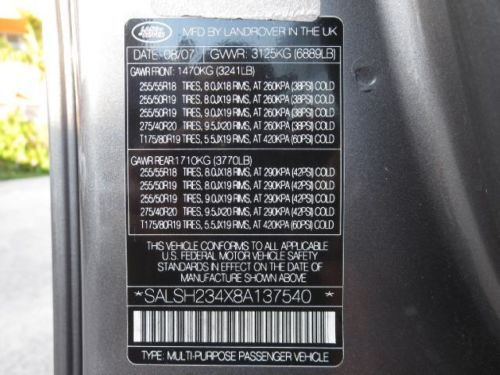 LAND ROVER
MFD BY LANDROVER IN THE UK
DATE: 08/07 GVWR: 3125KG (6889LB)
GAWR FRONT: 1470KG (3241LB)
255/55R18 TIRES, 8.0JX18 RIMS, AT 260KPA (38PSI) COLD
255/50R19 TIRES, 8.0JX19 RIMS, AT 260KPA (38PSI) COLD
255/50R19 TIRES, 9.0JX19 RIMS, AT 260KPA (38PSI) COLD
275/40R20 TIRES, 9.5JX20 RIMS, AT 260KPA (38PSI) COLD
T175/80R19 TIRES, 5.5JX19 RIMS, AT 420KPA (60PSI) COLD
GAWR REAR: 1710KG (3770LB)
255/55R18 TIRES, 8.0JX18 RIMS, AT 290KPA (42PSI) COLD
255/50R19 TIRES, 8.0JX19 RIMS, AT 290KPA (42PSI) COLD
255/50R19 TIRES, 9.0JX19 RIMS, AT 290KPA (42PSI) COLD
275/40R20 TIRES, 9.5JX20 RIMS, AT 290KPA (42PSI) COLD
T175/80R19 TIRES, 5.5JX19 RIMS, AT 420KPA (60PSI) COLD
THIS VEHICLE CONFORMS TO ALL APPLICABLE
U.S. FEDERAL MOTOR VEHICLE SAFETY
STANDARDS IN EFFECT ON THE DATE OF
MANUFACTURE SHOWN ABOVE.
*SALSH234X8A137540*
TYPE: MULTI-PURPOSE PASSENGER VEHICLE